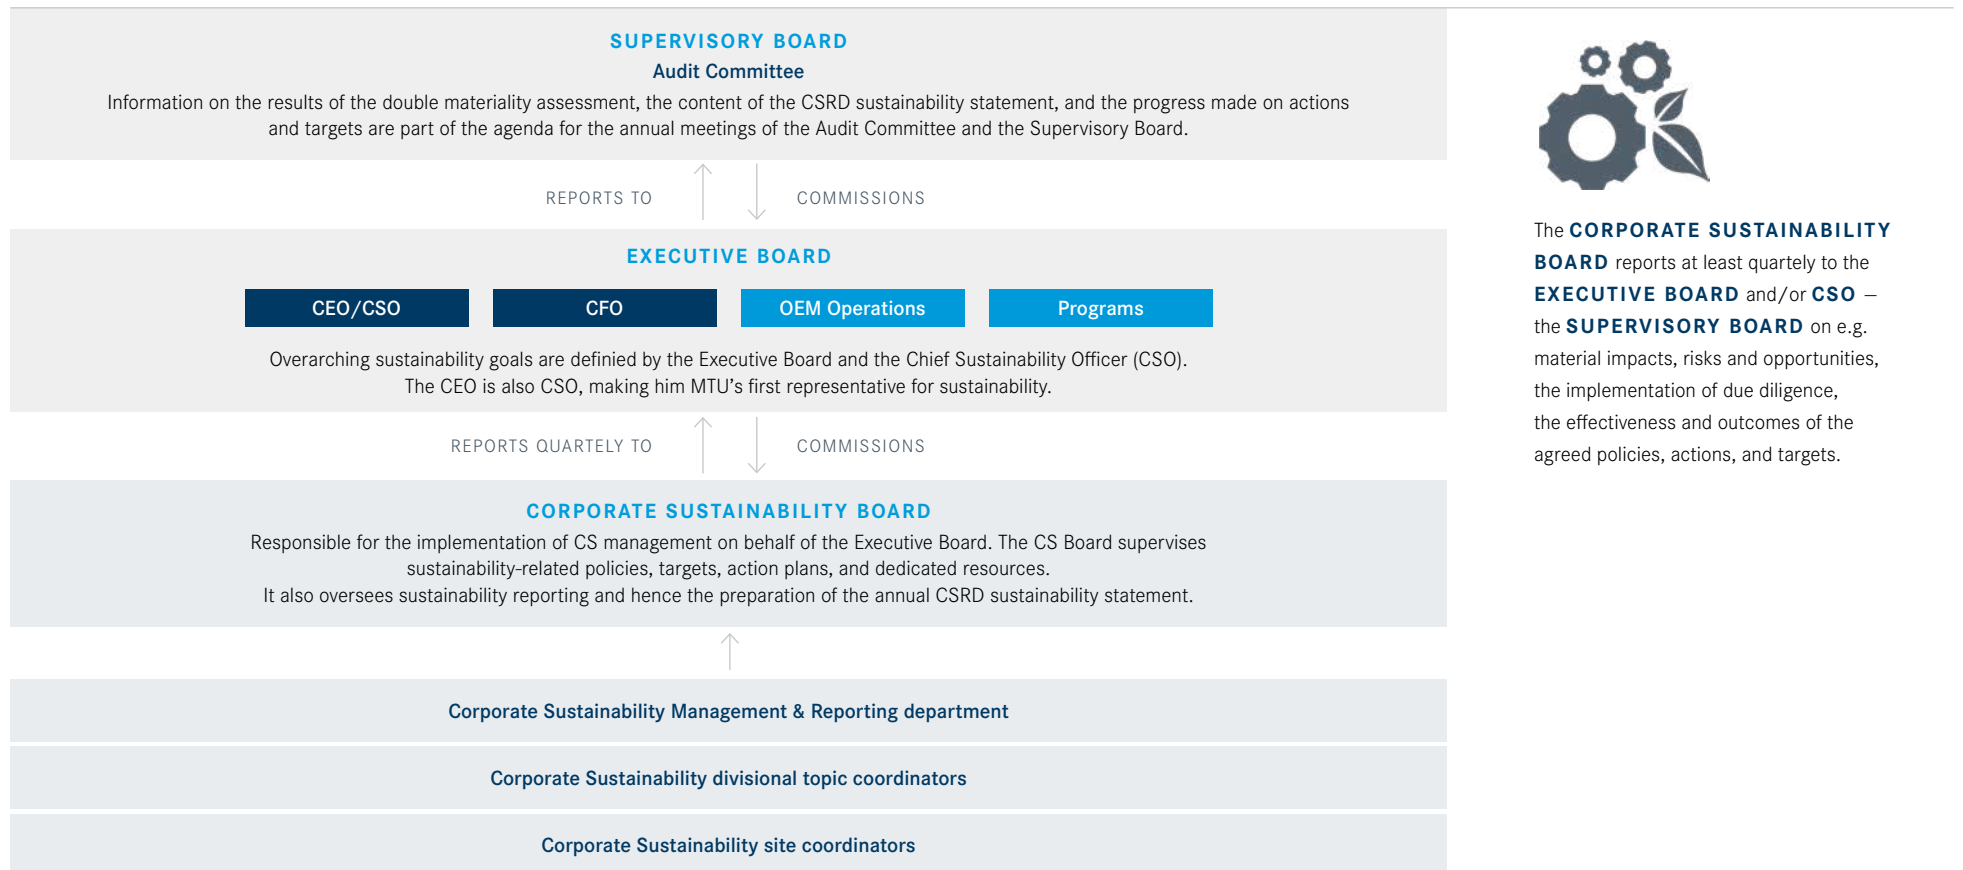 SUPERVISORY BOARD
Audit Committee
Information on the results of the double materiality assessment, the content of the CSRD sustainability statement, and the progress made on actions
and targets are part of the agenda for the annual meetings of the Audit Committee and the Supervisory Board.
REPORTS TO
COMMISSIONS
EXECUTIVE BOARD
CEO/CSO
CFO
OEM Operations
Programs
Overarching sustainability goals are definied by the Executive Board and the Chief Sustainability Officer (CSO).
The CEO is also CSO, making him MTU's first representative for sustainability.
REPORTS QUARTELY TO
COMMISSIONS
CORPORATE SUSTAINABILITY BOARD
Responsible for the implementation of CS management on behalf of the Executive Board. The CS Board supervises
sustainability-related policies, targets, action plans, and dedicated resources.
It also oversees sustainability reporting and hence the preparation of the annual CSRD sustainability statement.
Corporate Sustainability Management & Reporting department
Corporate Sustainability divisional topic coordinators
Corporate Sustainability site coordinators
The CORPORATE SUSTAINABILITY
BOARD reports at least quartely to the
EXECUTIVE BOARD and/or CSO –
the SUPERVISORY BOARD on e.g.
material impacts, risks and opportunities,
the implementation of due diligence,
the effectiveness and outcomes of the
agreed policies, actions, and targets.